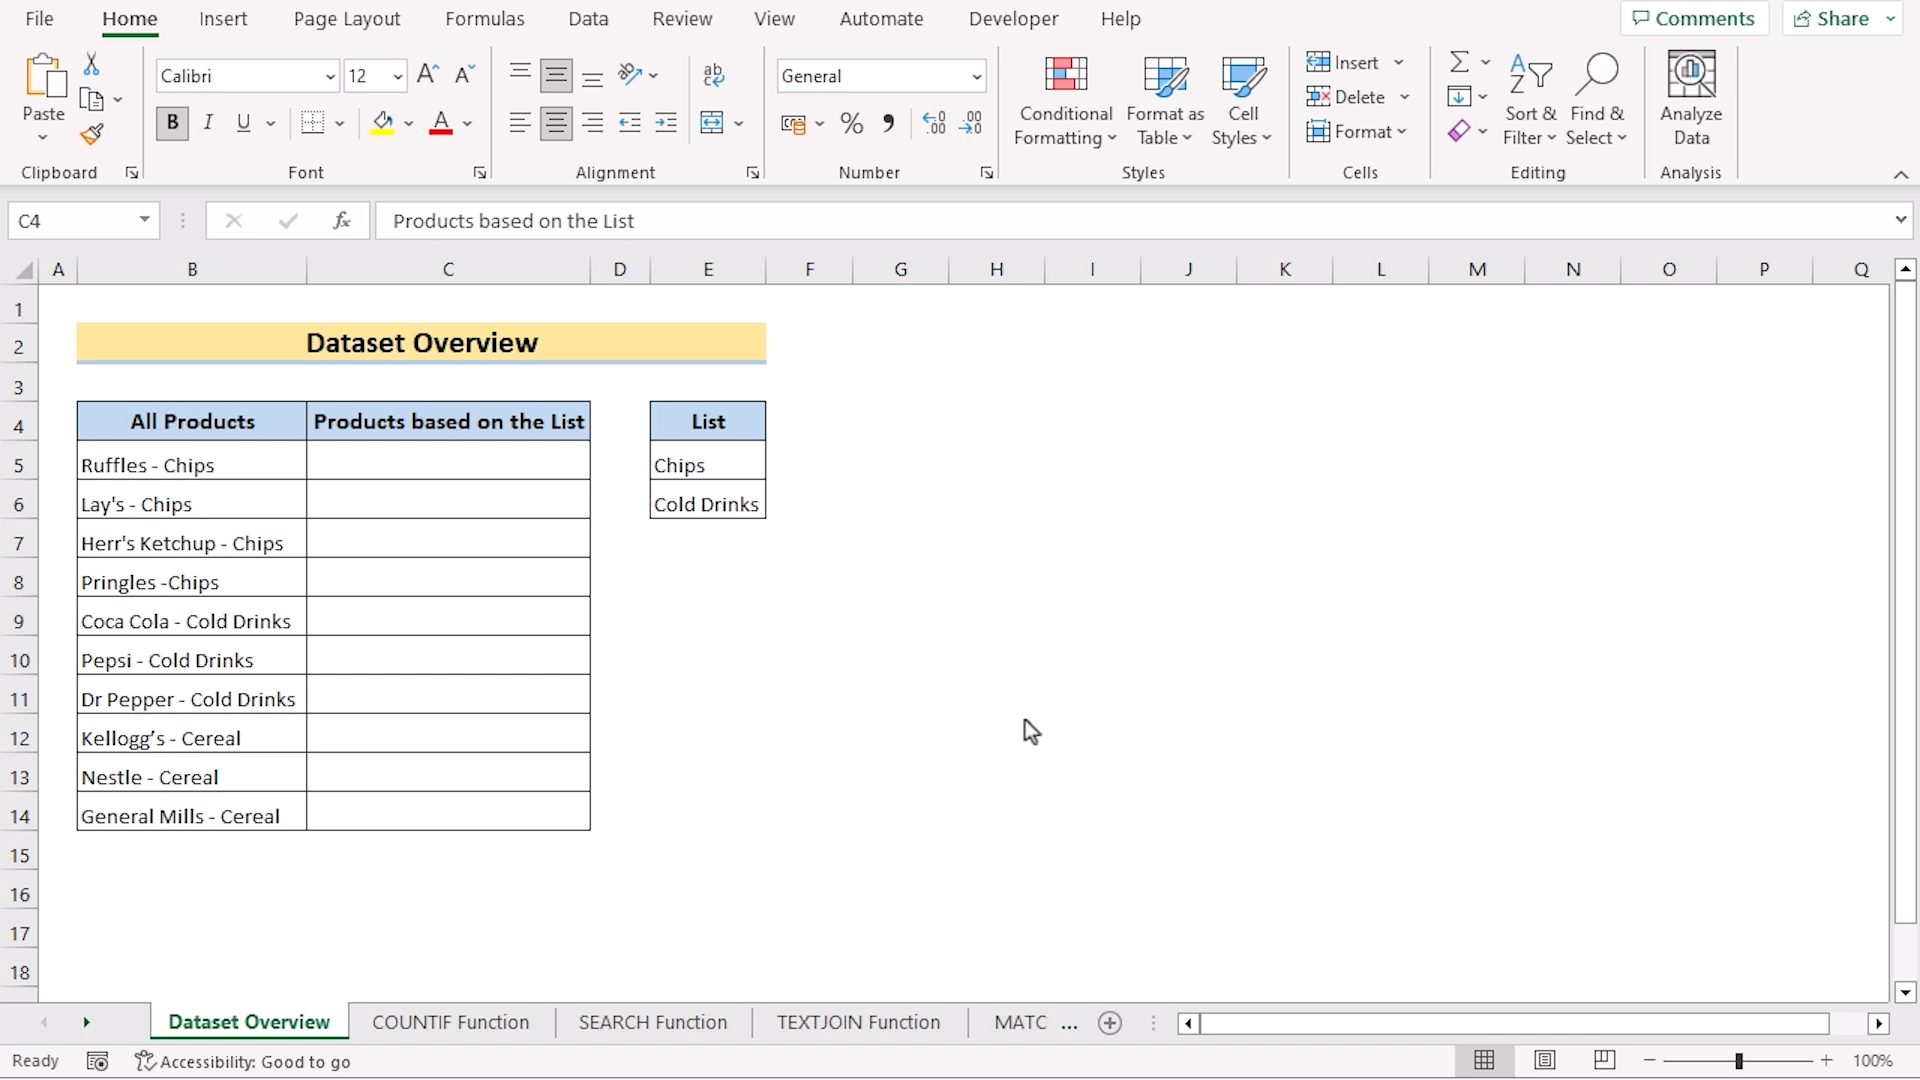 File Home Insert Page Layout Formulas Data Review View Automate Developer Help Comments Share
Calibri 12 General Insert
Paste Conditional Formatting Format as Table Cell Styles Delete Sort & Filter Find & Select Analyze Data
B I U A % Format
Clipboard Font Alignment Number Styles Cells Editing Analysis
C4 fx Products based on the List
A B C D E F G H I J K L M N O P Q
1
2 Dataset Overview
3
4 All Products Products based on the List List
5 Ruffles - Chips Chips
6 Lay's - Chips Cold Drinks
7 Herr's Ketchup - Chips
8 Pringles -Chips
9 Coca Cola - Cold Drinks
10 Pepsi - Cold Drinks
11 Dr Pepper - Cold Drinks
12 Kellogg’s - Cereal
13 Nestle - Cereal
14 General Mills - Cereal
15
16
17
18
Dataset Overview COUNTIF Function SEARCH Function TEXTJOIN Function MATC ...
Ready Accessibility: Good to go 100%